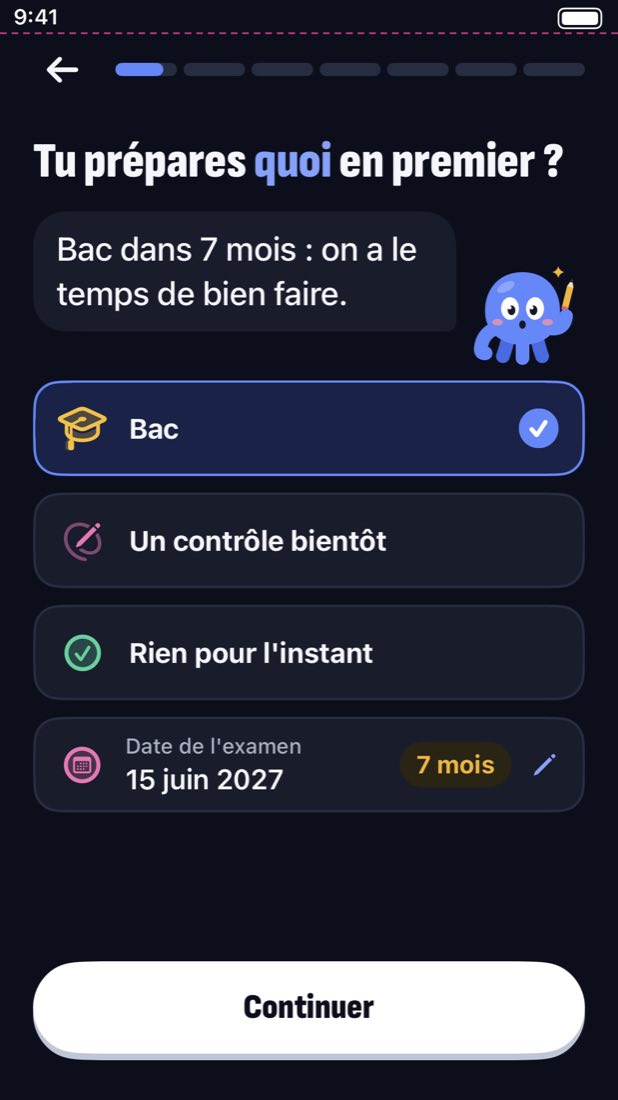 9:41
Tu prépares quoi en premier ?
Bac dans 7 mois : on a le
temps de bien faire.
Bac
Un contrôle bientôt
Rien pour l'instant
Date de l'examen
15 juin 2027
7 mois
Continuer